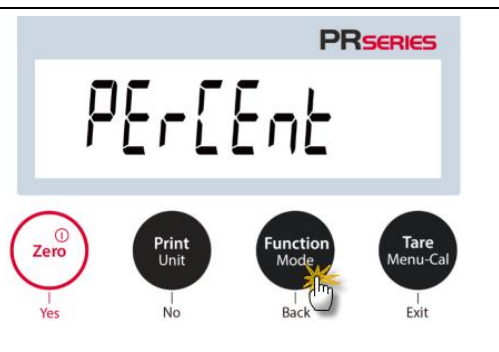 PRSERIES
PErCEnt
Zero Print Unit Function Mode Tare Menu-Cal
Yes No Back Exit